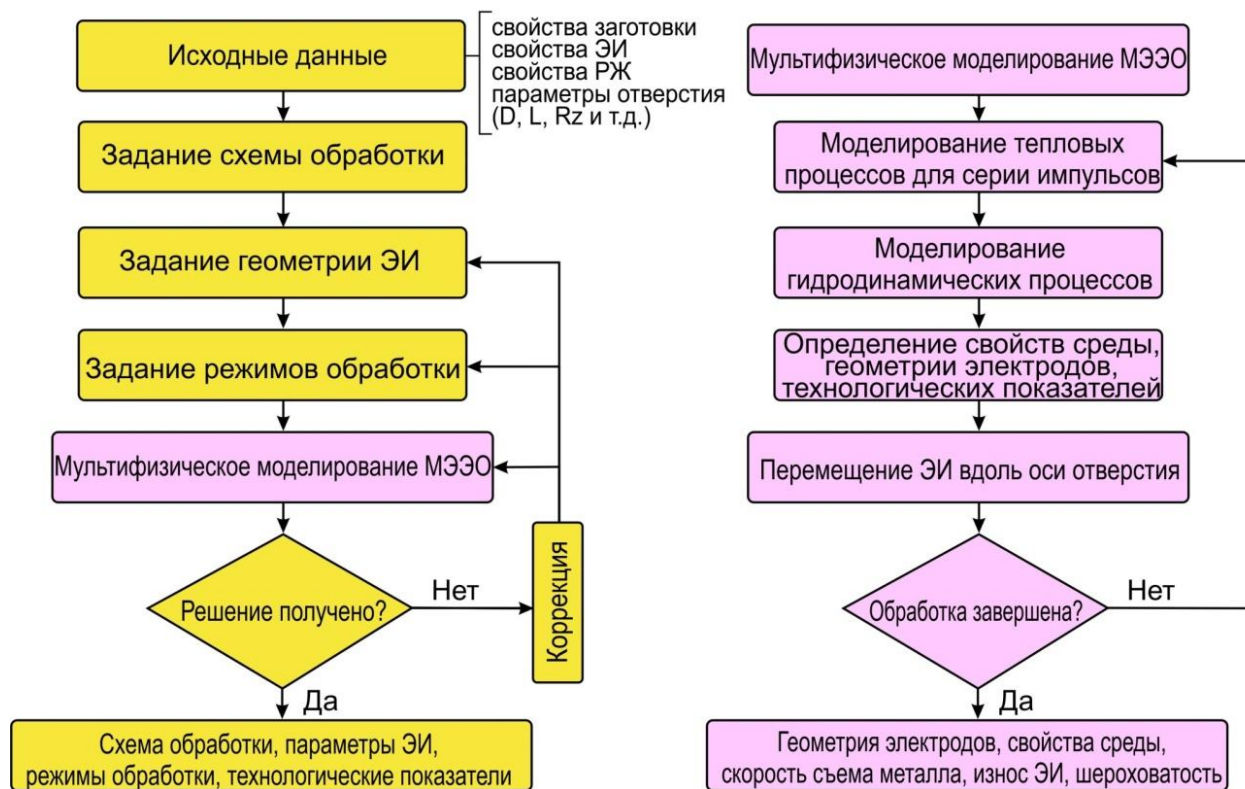 Исходные данные
свойства заготовки
свойства ЭИ
свойства РЖ
параметры отверстия
(D, L, Rz и т.д.)
Задание схемы обработки
Задание геометрии ЭИ
Задание режимов обработки
Мультифизическое моделирование МЭЭО
Решение получено?
Нет
Коррекция
Да
Схема обработки, параметры ЭИ,
режимы обработки, технологические показатели
Мультифизическое моделирование МЭЭО
Моделирование тепловых
процессов для серии импульсов
Моделирование
гидродинамических процессов
Определение свойств среды,
геометрии электродов,
технологических показателей
Перемещение ЭИ вдоль оси отверстия
Обработка завершена?
Нет
Да
Геометрия электродов, свойства среды,
скорость съема металла, износ ЭИ, шероховатость